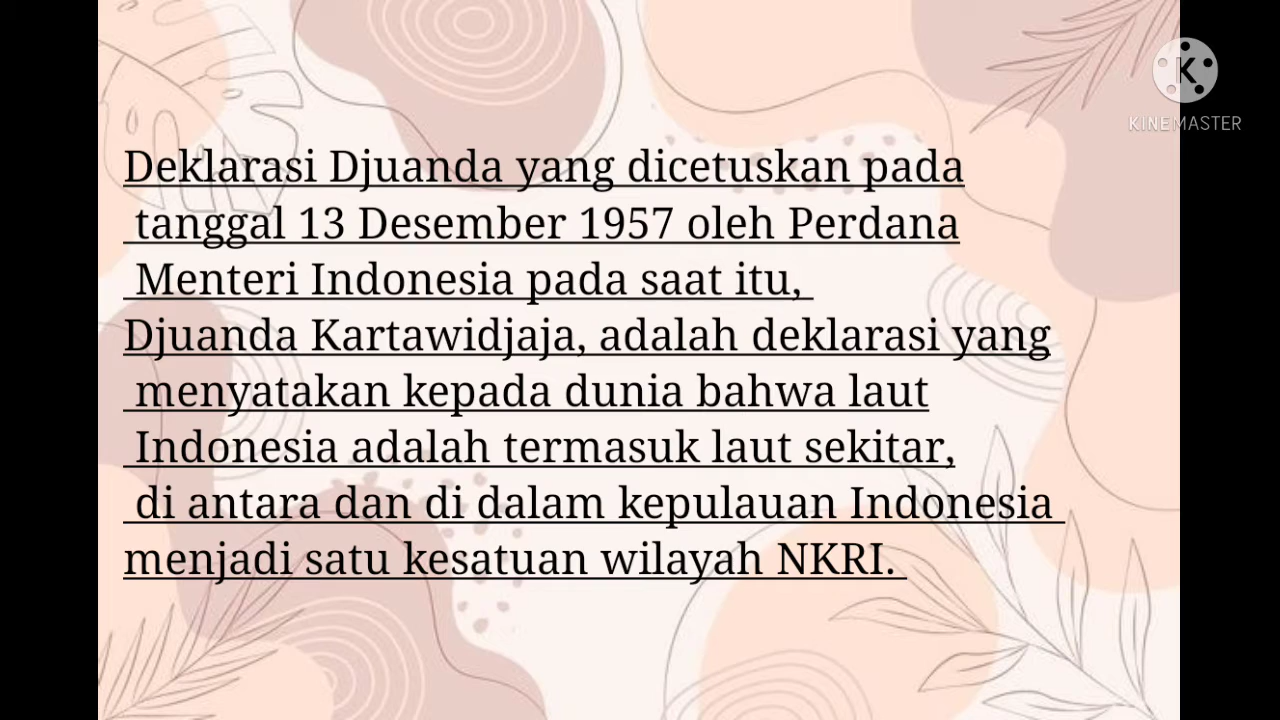 Deklarasi Djuanda yang dicetuskan pada
tanggal 13 Desember 1957 oleh Perdana
Menteri Indonesia pada saat itu,
Djuanda Kartawidjaja, adalah deklarasi yang
menyatakan kepada dunia bahwa laut
Indonesia adalah termasuk laut sekitar,
di antara dan di dalam kepulauan Indonesia
menjadi satu kesatuan wilayah NKRI.
K
KINEMASTER